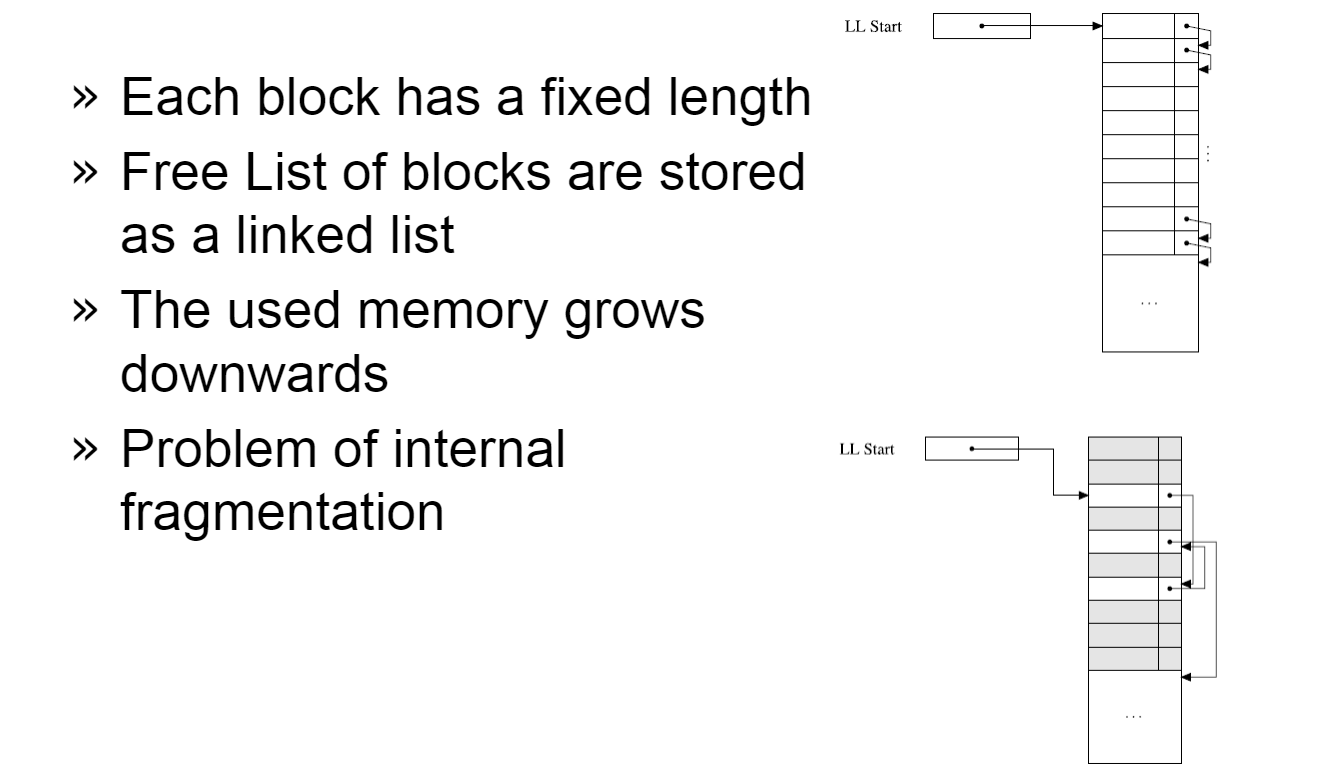 LL Start
» Each block has a fixed length
» Free List of blocks are stored
as a linked list
» The used memory grows
downwards
» Problem of internal
fragmentation
...
...
LL Start
...